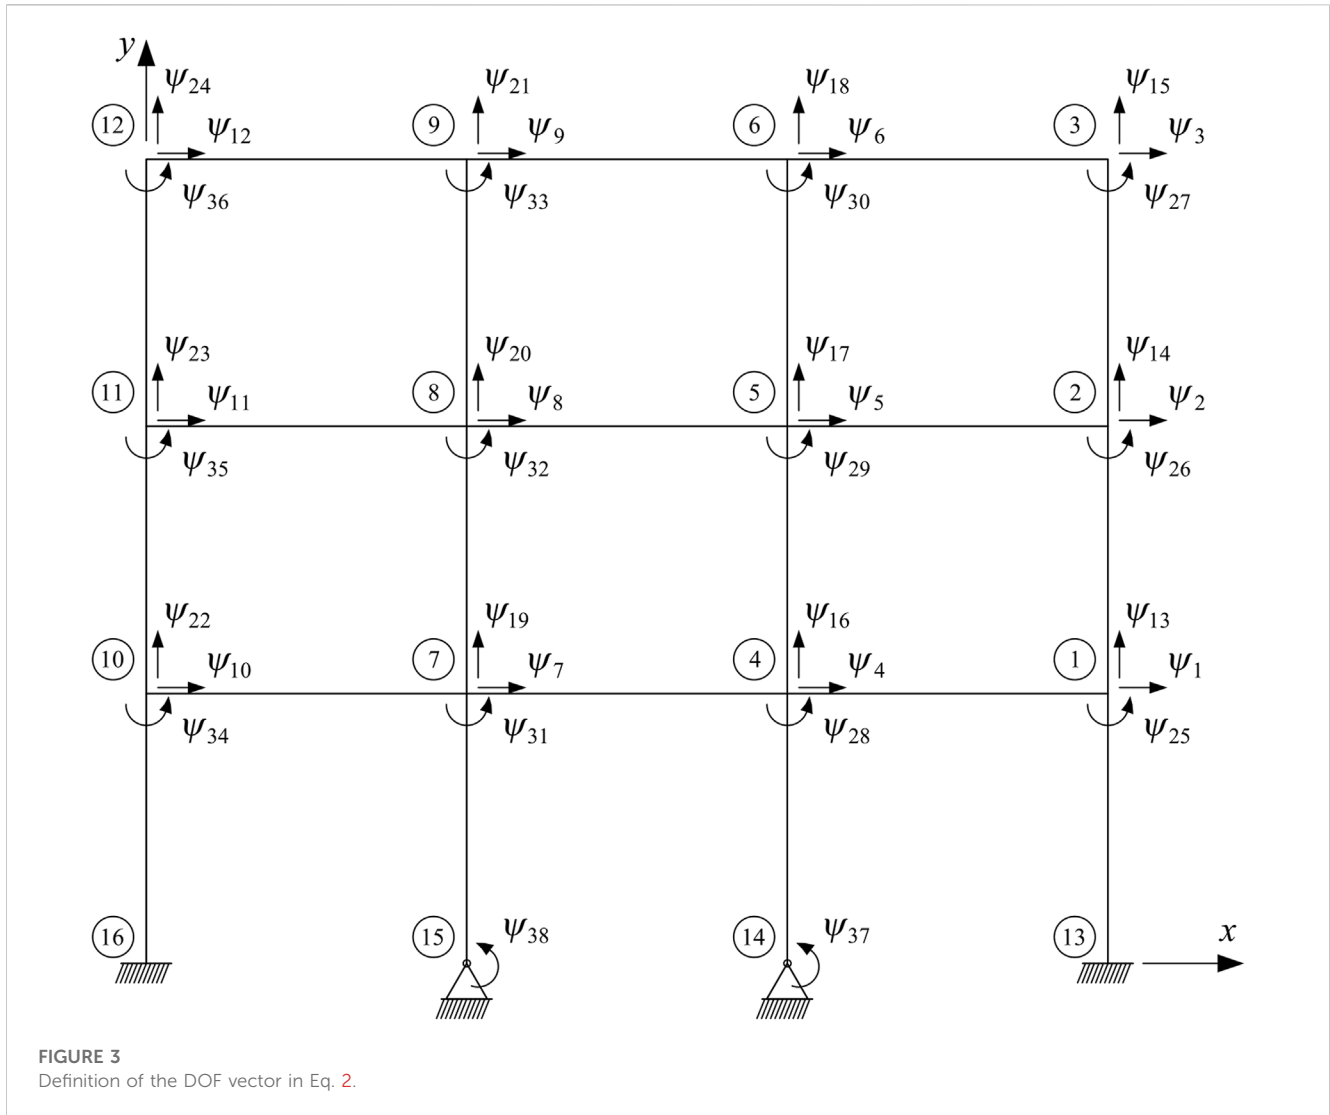 y
ψ24 ψ21 ψ18 ψ15
12 ψ12 9 ψ9 6 ψ6 3 ψ3
ψ36 ψ33 ψ30 ψ27
ψ23 ψ20 ψ17 ψ14
11 ψ11 8 ψ8 5 ψ5 2 ψ2
ψ35 ψ32 ψ29 ψ26
ψ22 ψ19 ψ16 ψ13
10 ψ10 7 ψ7 4 ψ4 1 ψ1
ψ34 ψ31 ψ28 ψ25
16 15 ψ38 14 ψ37 13 x
FIGURE 3
Definition of the DOF vector in Eq. 2.